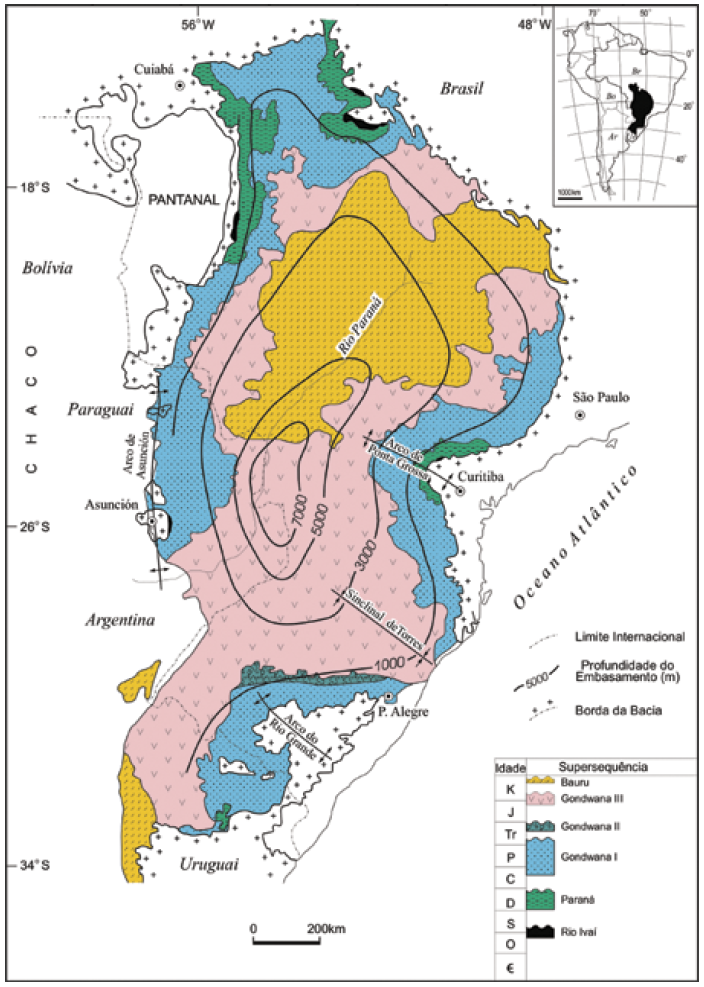 56°W
48°W
Cuiabá
Brasil
70°
50°
0°
Br
Bo
20°
Ar
40°
1000km
18°S
PANTANAL
Bolívia
Rio Paraná
CHACO
Paraguai
Arco de
Asunción
São Paulo
Arco de
Ponta Grossa
Curitiba
Asunción
7000
5000
3000
26°S
Oceano Atlântico
Argentina
Sinclinal de Torres
1000
P. Alegre
Arco do
Rio Grande
Limite Internacional
Profundidade do
5000
Embasamento (m)
Borda da Bacia
Idade
Supersequência
K
Bauru
Gondwana III
J
Gondwana II
Tr
P
Gondwana I
C
D
Paraná
S
Rio Ivaí
O
€
34°S
Uruguai
0
200km